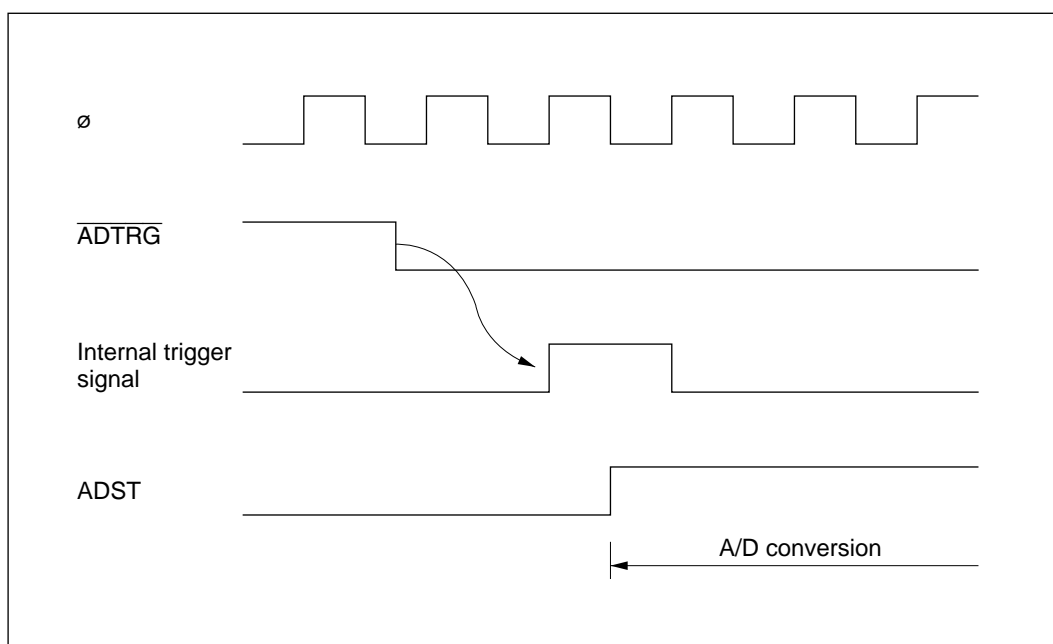 ø
ADTRG
Internal trigger
signal
ADST
A/D conversion